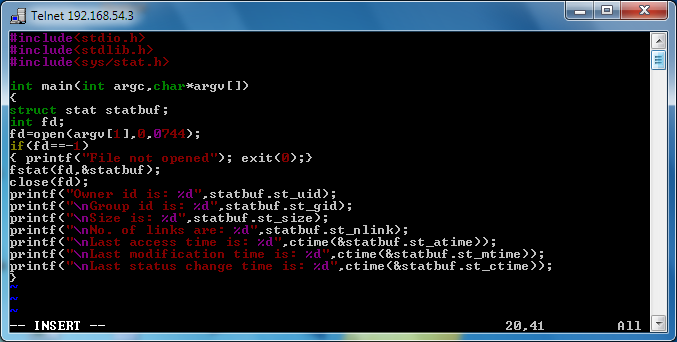 Telnet 192.168.54.3
#include<stdio.h>
#include<stdlib.h>
#include<sys/stat.h>
int main(int argc,char*argv[])
{
struct stat statbuf;
int fd;
fd=open(argv[1],0,0744);
if(fd==-1)
{ printf("File not opened"); exit(0);}
fstat(fd,&statbuf);
close(fd);
printf("Owner id is: %d",statbuf.st_uid);
printf("\nGroup id is: %d",statbuf.st_gid);
printf("\nSize is: %d",statbuf.st_size);
printf("\nNo. of links are: %d",statbuf.st_nlink);
printf("\nLast access time is: %d",ctime(&statbuf.st_atime));
printf("\nLast modification time is: %d",ctime(&statbuf.st_mtime));
printf("\nLast status change time is: %d",ctime(&statbuf.st_ctime));
}
~
~
~
-- INSERT -- 20,41 All